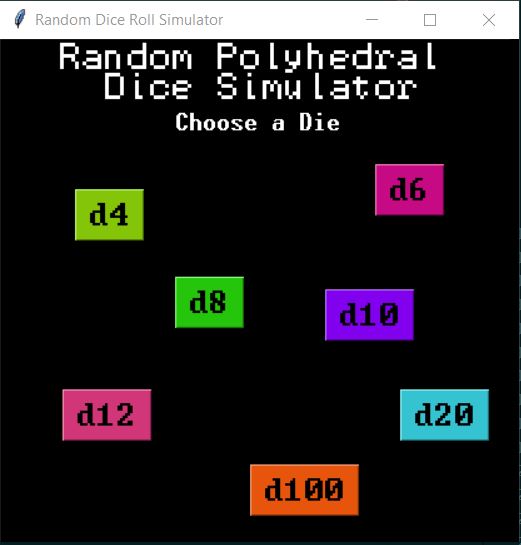 Random Dice Roll Simulator
Random Polyhedral
Dice Simulator
Choose a Die
d6
d4
d8
d10
d12
d20
d100